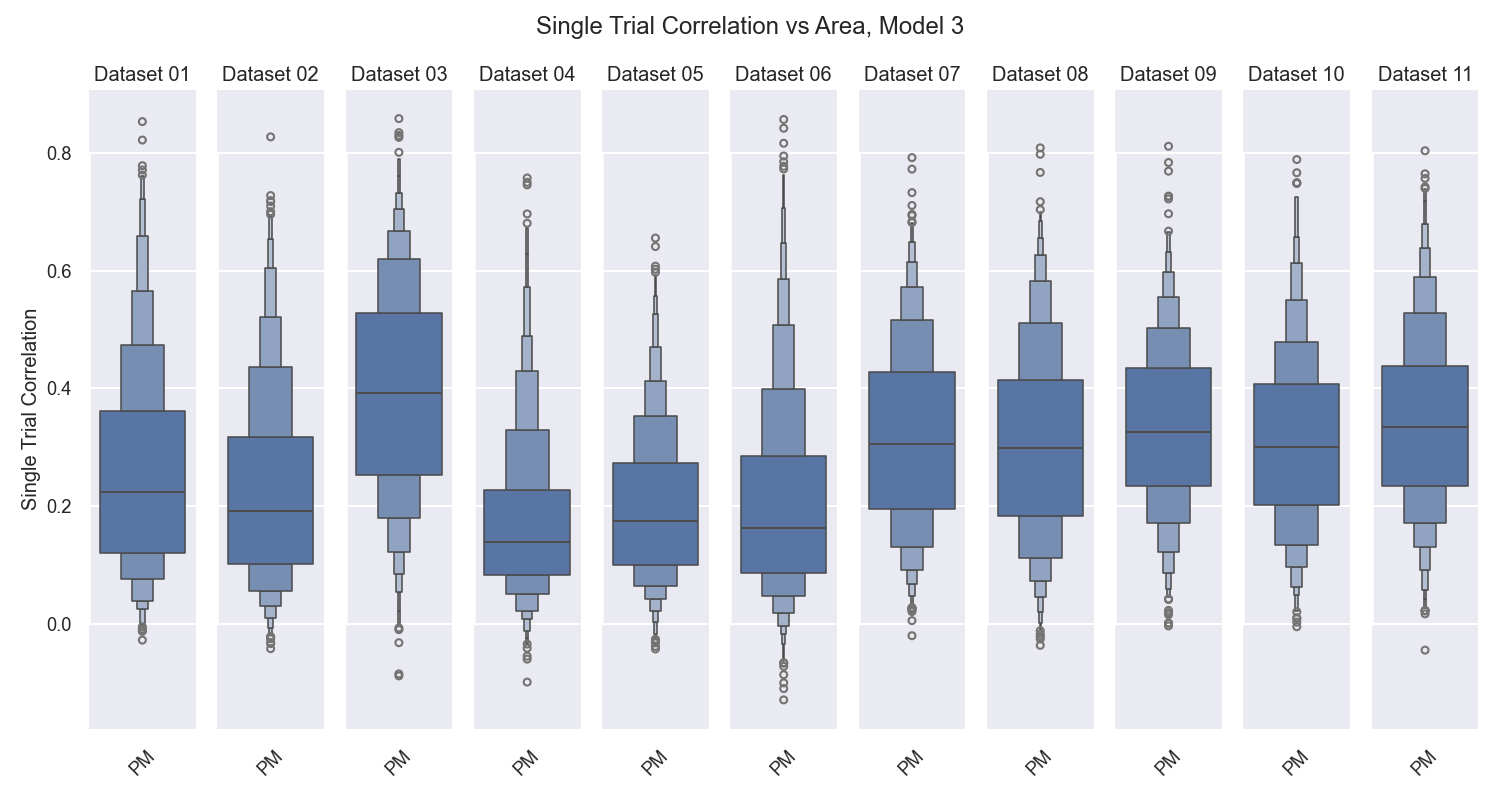 Single Trial Correlation vs Area, Model 3
Dataset 01
Dataset 02
Dataset 03
Dataset 04
Dataset 05
Dataset 06
Dataset 07
Dataset 08
Dataset 09
Dataset 10
Dataset 11
Single Trial Correlation
0.8
0.6
0.4
0.2
0.0
PM
PM
PM
PM
PM
PM
PM
PM
PM
PM
PM